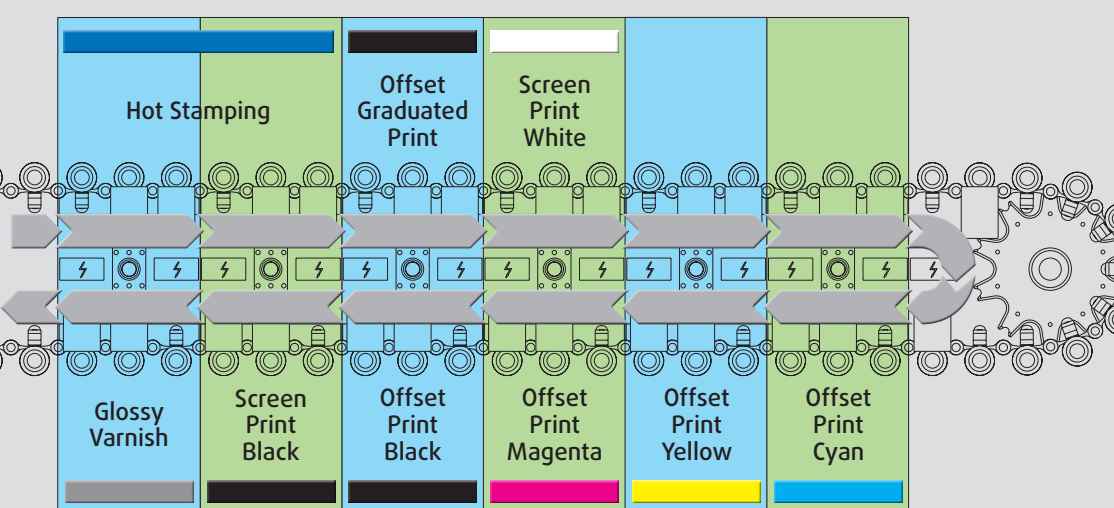 Hot Stamping
Offset
Graduated
Print
Screen
Print
White
Glossy
Varnish
Screen
Print
Black
Offset
Print
Black
Offset
Print
Magenta
Offset
Print
Yellow
Offset
Print
Cyan